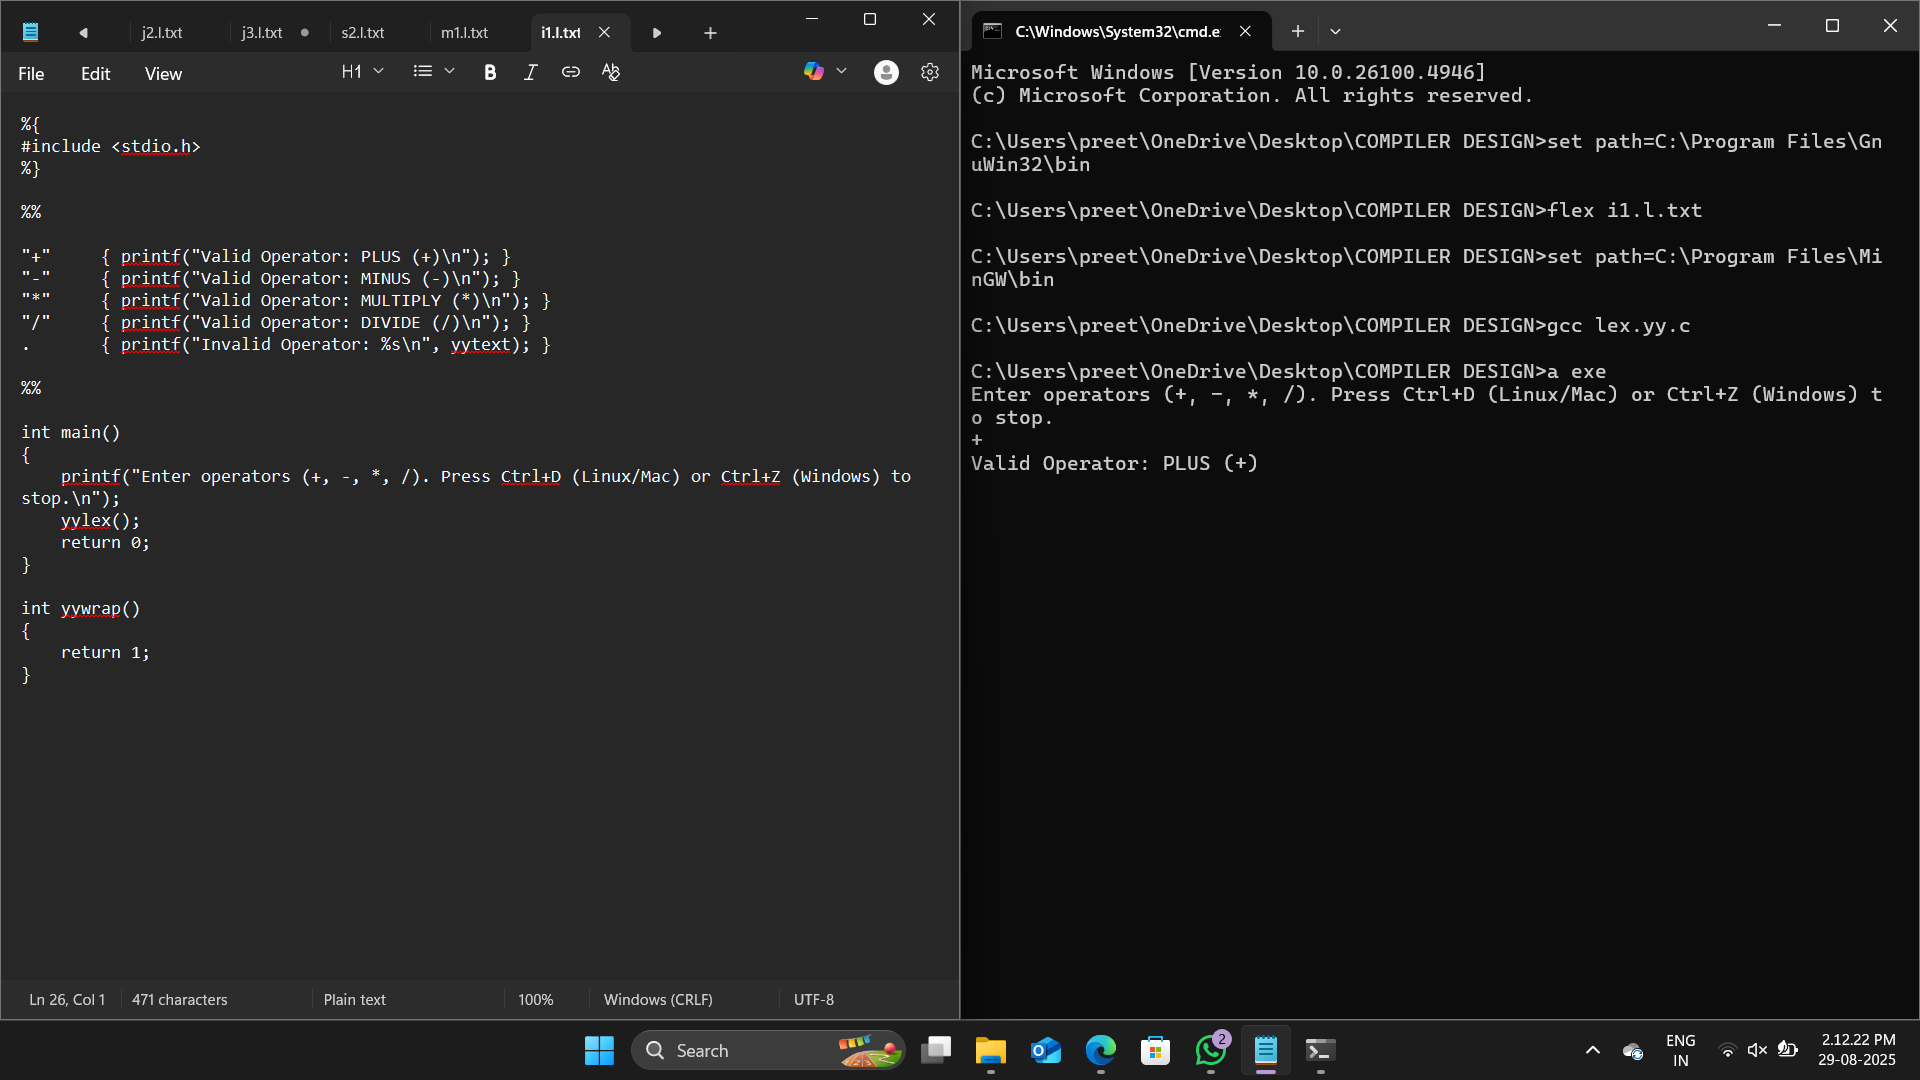 j2.l.txt
j3.l.txt
s2.l.txt
m1.l.txt
i1.l.txt
File
Edit
View
H1
B
I
%{
#include <stdio.h>
%}
%%
"+" { printf("Valid Operator: PLUS (+)\n"); }
"-" { printf("Valid Operator: MINUS (-)\n"); }
"*" { printf("Valid Operator: MULTIPLY (*)\n"); }
"/" { printf("Valid Operator: DIVIDE (/)\n"); }
. { printf("Invalid Operator: %s\n", yytext); }
%%
int main()
{
printf("Enter operators (+, -, *, /). Press Ctrl+D (Linux/Mac) or Ctrl+Z (Windows) to
stop.\n");
yylex();
return 0;
}
int yywrap()
{
return 1;
}
Ln 26, Col 1
471 characters
Plain text
100%
Windows (CRLF)
UTF-8
C:\Windows\System32\cmd.e
Microsoft Windows [Version 10.0.26100.4946]
(c) Microsoft Corporation. All rights reserved.
C:\Users\preet\OneDrive\Desktop\COMPILER DESIGN>set path=C:\Program Files\Gn
uWin32\bin
C:\Users\preet\OneDrive\Desktop\COMPILER DESIGN>flex i1.l.txt
C:\Users\preet\OneDrive\Desktop\COMPILER DESIGN>set path=C:\Program Files\Mi
nGW\bin
C:\Users\preet\OneDrive\Desktop\COMPILER DESIGN>gcc lex.yy.c
C:\Users\preet\OneDrive\Desktop\COMPILER DESIGN>a exe
Enter operators (+, -, *, /). Press Ctrl+D (Linux/Mac) or Ctrl+Z (Windows) t
o stop.
+
Valid Operator: PLUS (+)
Search
2
ENG
IN
2.12.22 PM
29-08-2025